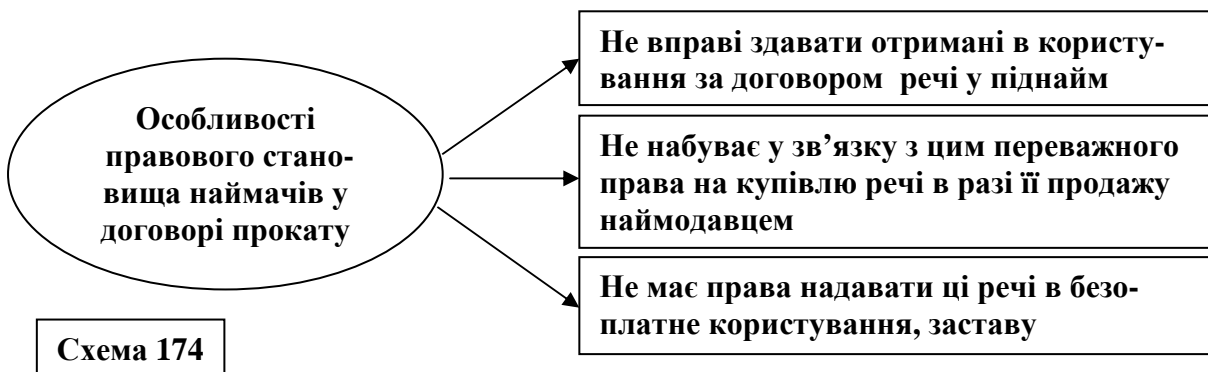 Особливості
правового стано-
вища наймачів у
договорі прокату
Не вправі здавати отримані в користу-
вання за договором речі у піднайм
Не набуває у зв’язку з цим переважного
права на купівлю речі в разі її продажу
наймодавцем
Не має права надавати ці речі в безо-
платне користування, заставу
Схема 174